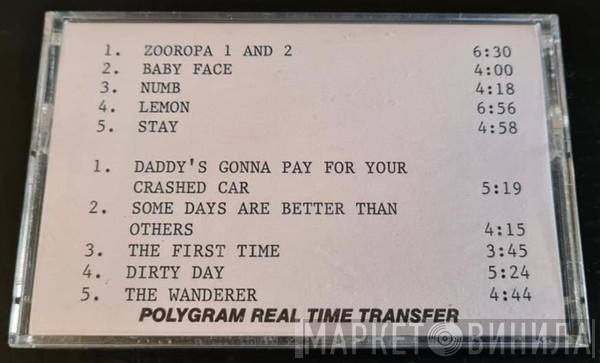 1. ZOOROPA 1 AND 2 6:30
2. BABY FACE 4:00
3. NUMB 4:18
4. LEMON 6:56
5. STAY 4:58
1. DADDY'S GONNA PAY FOR YOUR
CRASHED CAR 5:19
2. SOME DAYS ARE BETTER THAN
OTHERS 4:15
3. THE FIRST TIME 3:45
4. DIRTY DAY 5:24
5. THE WANDERER 4:44
POLYGRAM REAL TIME TRANSFER
МАРКЕТ ВИНИЛА